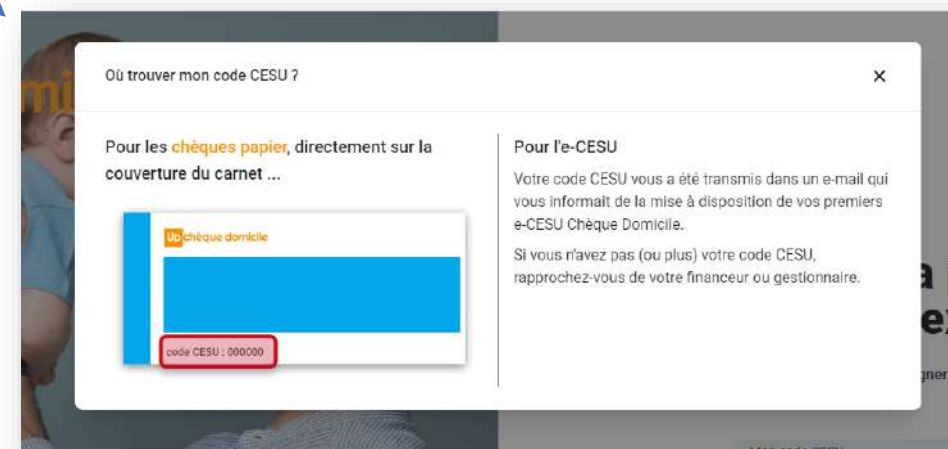 Où trouver mon code CESU ?
Pour les chèques papier, directement sur la
couverture du carnet ...
Up chèque domicile
code CESU : 000000
Pour l'e-CESU
Votre code CESU vous a été transmis dans un e-mail qui
vous informait de la mise à disposition de vos premiers
e-CESU Chèque Domicile.
Si vous n'avez pas (ou plus) votre code CESU,
rapprochez-vous de votre financeur ou gestionnaire.